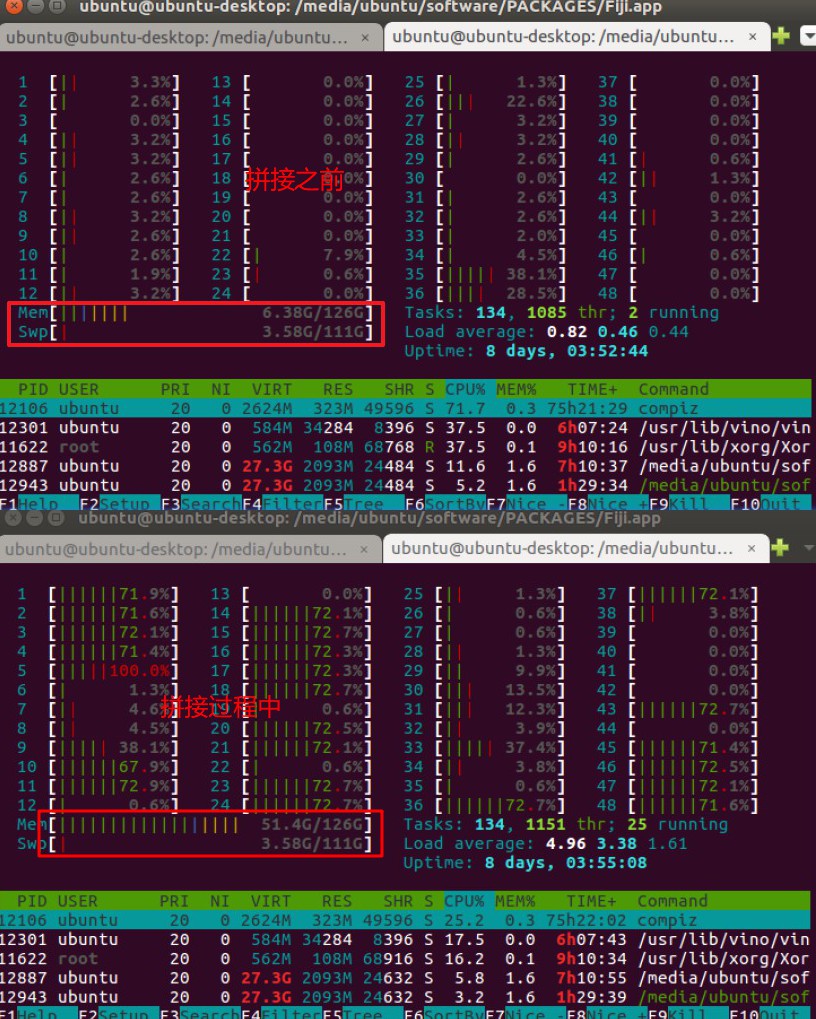 ubuntu@ubuntu-desktop: /media/ubuntu/software/PACKAGES/Fiji.app
ubuntu@ubuntu-desktop: /media/ubuntu... × ubuntu@ubuntu-desktop: /media/ubuntu... ×
1 [|| 3.3%] 13 [ 0.0%] 25 [| 1.3%] 37 [ 0.0%]
2 [| 2.6%] 14 [ 0.0%] 26 [||| 22.6%] 38 [ 0.0%]
3 [ 0.0%] 15 [ 0.0%] 27 [| 3.2%] 39 [ 0.0%]
4 [|| 3.2%] 16 [ 0.0%] 28 [|| 3.2%] 40 [ 0.0%]
5 [|| 3.2%] 17 [ 0.0%] 29 [| 2.6%] 41 [| 0.6%]
6 [| 2.6%] 18 [拼接之前 0%] 30 [ 0.0%] 42 [|| 1.3%]
7 [| 2.6%] 19 [ 0.0%] 31 [| 2.6%] 43 [ 0.0%]
8 [|| 3.2%] 20 [ 0.0%] 32 [| 2.6%] 44 [|| 3.2%]
9 [|| 2.6%] 21 [ 0.0%] 33 [| 2.0%] 45 [ 0.0%]
10 [| 2.6%] 22 [| 7.9%] 34 [| 4.5%] 46 [| 0.6%]
11 [| 1.9%] 23 [| 0.6%] 35 [||||| 38.1%] 47 [ 0.0%]
12 [|| 3.2%] 24 [ 0.0%] 36 [|||| 28.5%] 48 [ 0.0%]
Mem[|||||||| 6.38G/126G] Tasks: 134, 1085 thr; 2 running
Swp[| 3.58G/111G] Load average: 0.82 0.46 0.44
Uptime: 8 days, 03:52:44
PID USER PRI NI VIRT RES SHR S CPU% MEM% TIME+ Command
12106 ubuntu 20 0 2624M 323M 49596 S 71.7 0.3 75h21:29 compiz
12301 ubuntu 20 0 584M 34284 8396 S 37.5 0.0 6h07:24 /usr/lib/vino/vin
11622 root 20 0 562M 108M 68768 R 37.5 0.1 9h10:16 /usr/lib/xorg/Xor
12887 ubuntu 20 0 27.3G 2093M 24484 S 11.6 1.6 7h10:37 /media/ubuntu/sof
12943 ubuntu 20 0 27.3G 2093M 24484 S 5.2 1.6 1h29:34 /media/ubuntu/sof
F1Help F2Setup F3SearchF4FilterF5Tree F6SortByF7Nice -F8Nice +F9Kill F10Quit
ubuntu@ubuntu-desktop: /media/ubuntu/software/PACKAGES/Fiji.app
ubuntu@ubuntu-desktop: /media/ubuntu... × ubuntu@ubuntu-desktop: /media/ubuntu... ×
1 [||||||71.9%] 13 [ 0.0%] 25 [|| 1.3%] 37 [||||||72.1%]
2 [||||||71.6%] 14 [||||||72.1%] 26 [| 0.6%] 38 [|| 3.8%]
3 [||||||72.1%] 15 [||||||72.7%] 27 [| 0.6%] 39 [ 0.0%]
4 [||||||71.4%] 16 [||||||72.3%] 28 [|| 1.3%] 40 [ 0.0%]
5 [|||||100.0%] 17 [||||||72.3%] 29 [|| 9.9%] 41 [ 0.0%]
6 [| 1.3%] 18 [||||||72.7%] 30 [||| 13.5%] 42 [ 0.0%]
7 [|| 4.6%] 拼接过程中 19 [ 0.6%] 31 [||| 12.3%] 43 [||||||72.7%]
8 [|| 4.5%] 20 [||||||72.5%] 32 [|| 3.9%] 44 [ 0.0%]
9 [||||| 38.1%] 21 [||||||72.1%] 33 [||||| 37.4%] 45 [||||||71.4%]
10 [||||||67.9%] 22 [| 0.6%] 34 [|| 3.8%] 46 [||||||72.5%]
11 [||||||72.9%] 23 [||||||72.7%] 35 [| 0.6%] 47 [||||||72.1%]
12 [| 0.6%] 24 [||||||72.7%] 36 [||||||72.7%] 48 [||||||71.6%]
Mem[||||||||||||||||||| 51.4G/126G] Tasks: 134, 1151 thr; 25 running
Swp[| 3.58G/111G] Load average: 4.96 3.38 1.61
Uptime: 8 days, 03:55:08
PID USER PRI NI VIRT RES SHR S CPU% MEM% TIME+ Command
12106 ubuntu 20 0 2624M 323M 49596 S 25.2 0.3 75h22:02 compiz
12301 ubuntu 20 0 584M 34284 8396 S 17.5 0.0 6h07:43 /usr/lib/vino/vin
11622 root 20 0 562M 108M 68916 S 16.2 0.1 9h10:34 /usr/lib/xorg/Xor
12887 ubuntu 20 0 27.3G 2093M 24632 S 5.8 1.6 7h10:55 /media/ubuntu/sof
12943 ubuntu 20 0 27.3G 2093M 24632 S 3.2 1.6 1h29:39 /media/ubuntu/sof
F1Help F2Setup F3SearchF4FilterF5Tree F6SortByF7Nice -F8Nice +F9Kill F10Quit